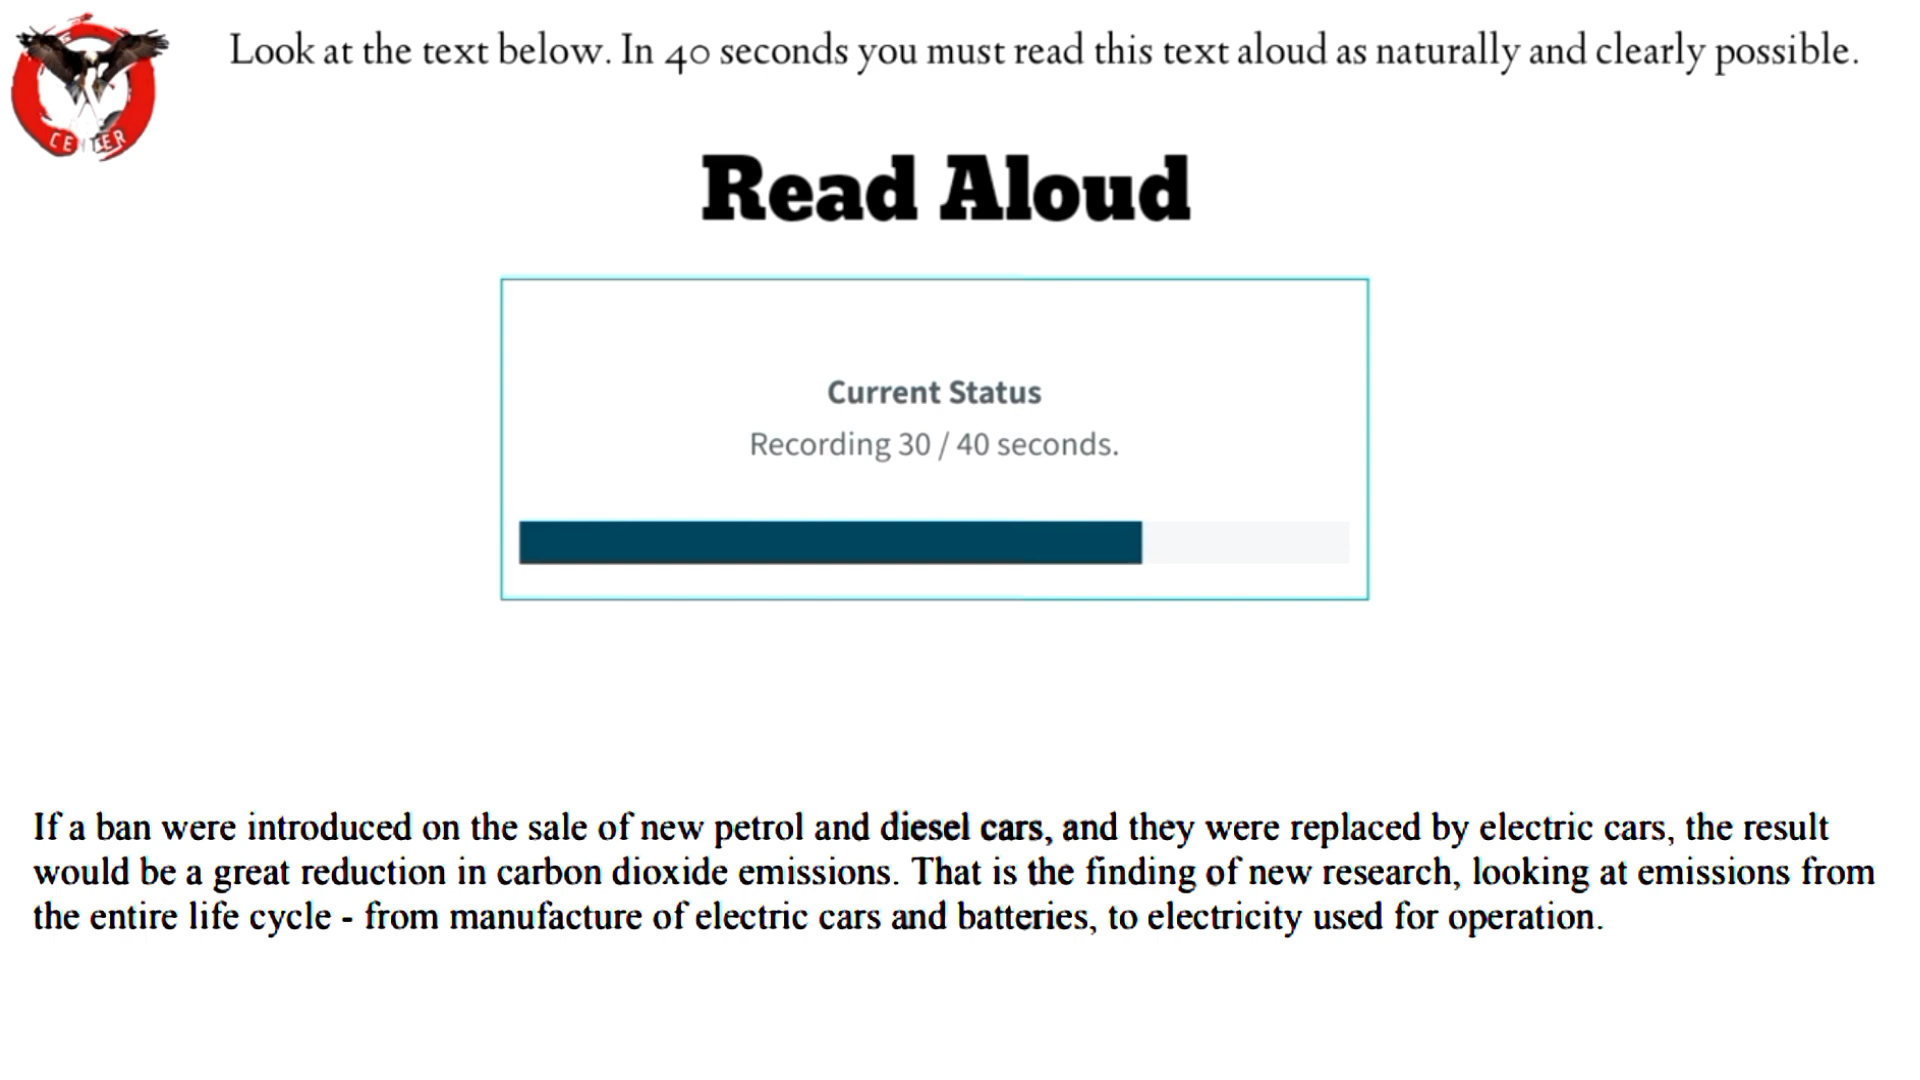 Look at the text below. In 40 seconds you must read this text aloud as naturally and clearly possible.
CENTER
Read Aloud
Current Status
Recording 30 / 40 seconds.
If a ban were introduced on the sale of new petrol and diesel cars, and they were replaced by electric cars, the result
would be a great reduction in carbon dioxide emissions. That is the finding of new research, looking at emissions from
the entire life cycle - from manufacture of electric cars and batteries, to electricity used for operation.